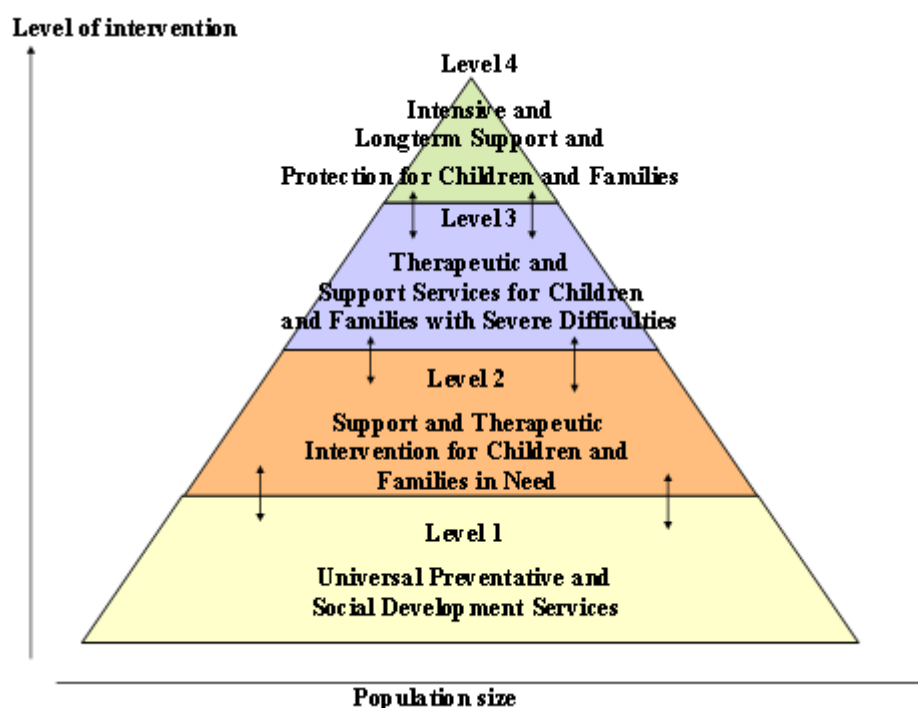 Level of intervention
Level 4
Intensive and
Longterm Support and
Protection for Children and Families
Level 3
Therapeutic and
Support Services for Children
and Families with Severe Difficulties
Level 2
Support and Therapeutic
Intervention for Children and
Families in Need
Level 1
Universal Preventative and
Social Development Services
Population size